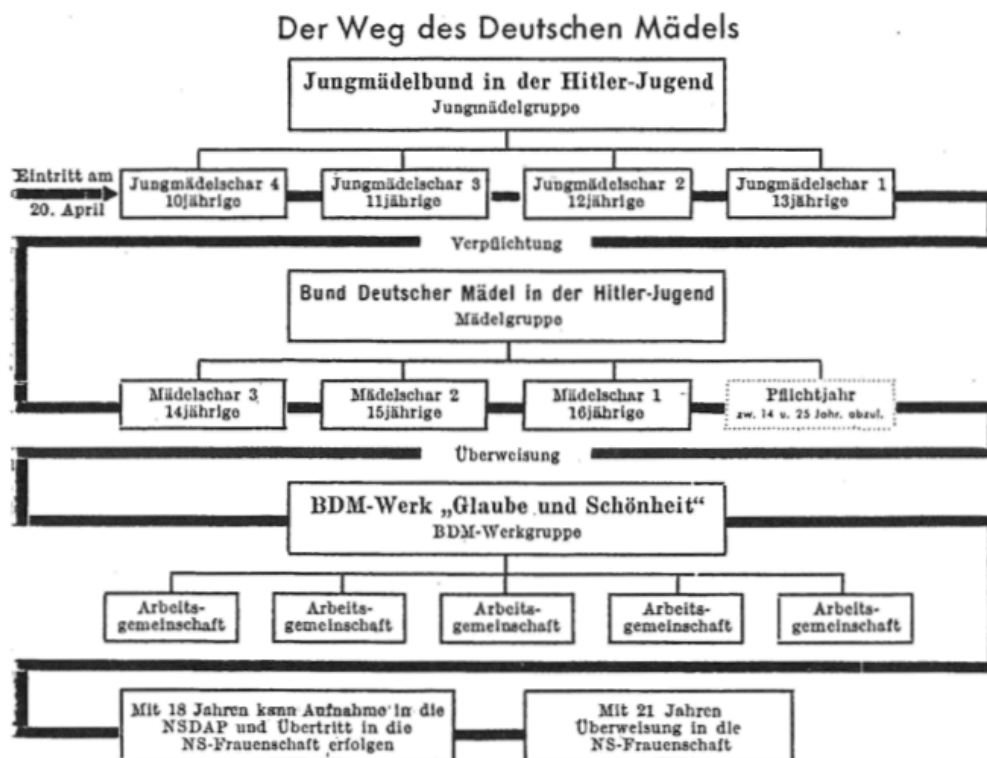 Der Weg des Deutschen Mädels
Jungmädelbund in der Hitler-Jugend
Jungmädelgruppe
Eintritt am
20. April
Jungmädelschar 4
10jährige
Jungmädelschar 3
11jährige
Jungmädelschar 2
12jährige
Jungmädelschar 1
13jährige
Verpflichtung
Bund Deutscher Mädel in der Hitler-Jugend
Mädelgruppe
Mädelschar 3
14jährige
Mädelschar 2
15jährige
Mädelschar 1
16jährige
Pflichtjahr
zw. 14 u. 25 Jahr. abzul.
Überweisung
BDM-Werk „Glaube und Schönheit“
BDM-Werkgruppe
Arbeits-
gemeinschaft
Arbeits-
gemeinschaft
Arbeits-
gemeinschaft
Arbeits-
gemeinschaft
Arbeits-
gemeinschaft
Mit 18 Jahren kann Aufnahme in die
NSDAP und Übertritt in die
NS-Frauenschaft erfolgen
Mit 21 Jahren
Überweisung in die
NS-Frauenschaft